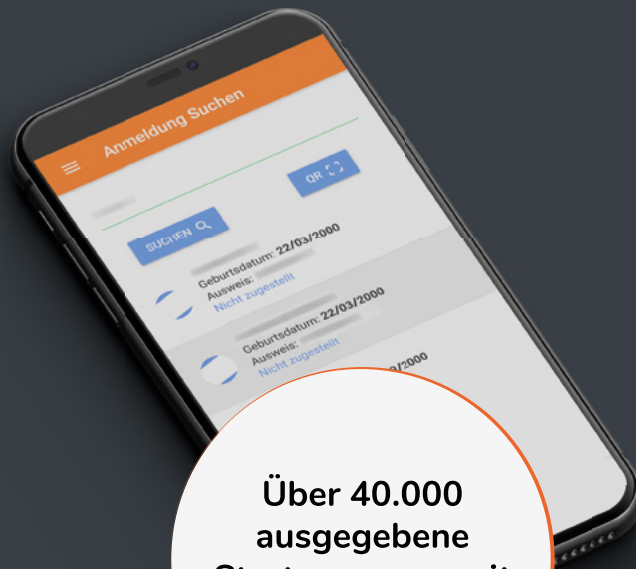 Anmeldung Suchen
QR
SUCHEN
Geburtsdatum: 22/03/2000
Ausweis:
Nicht zugestellt
Geburtsdatum: 22/03/2000
Ausweis:
Nicht zugestellt
/2000
Über 40.000
ausgegebene